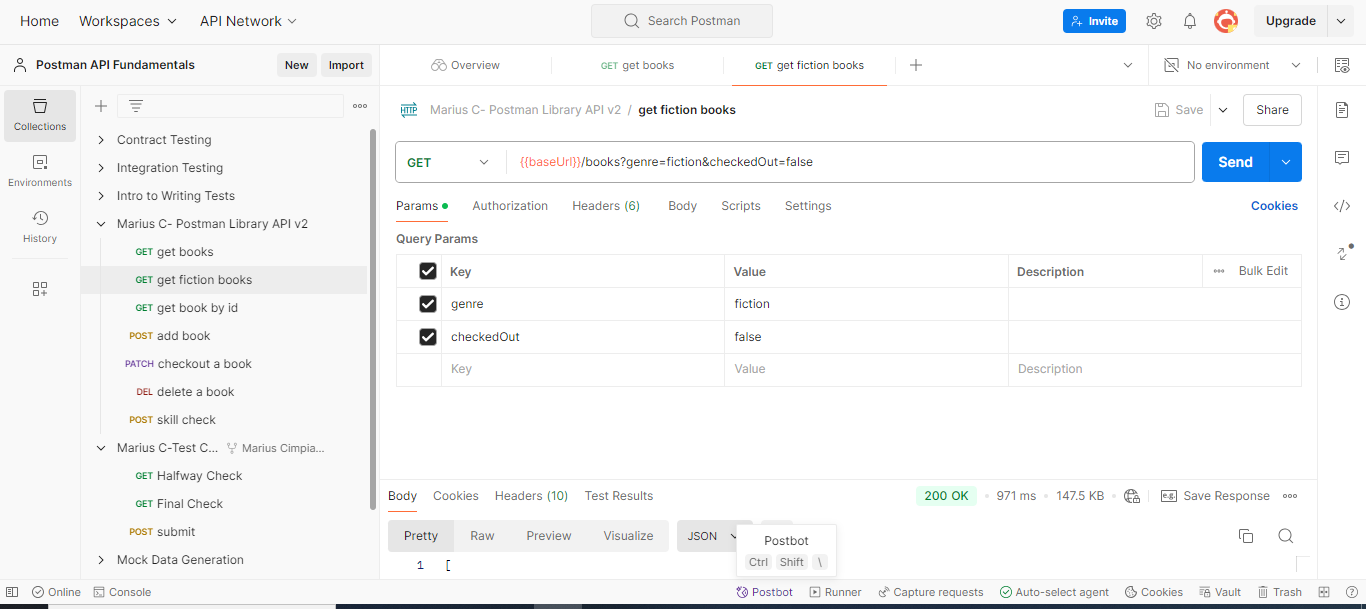 Home Workspaces API Network Search Postman Invite Upgrade
Postman API Fundamentals New Import Overview GET get books GET get fiction books No environment
Collections
Environments
History
Contract Testing
Integration Testing
Intro to Writing Tests
Marius C- Postman Library API v2
GET get books
GET get fiction books
GET get book by id
POST add book
PATCH checkout a book
DEL delete a book
POST skill check
Marius C-Test C... Marius Cimpia...
GET Halfway Check
GET Final Check
POST submit
Mock Data Generation
HTTP Marius C- Postman Library API v2 / get fiction books Save Share
GET {{baseUrl}}/books?genre=fiction&checkedOut=false Send
Params Authorization Headers (6) Body Scripts Settings Cookies
Query Params
Key Value Description Bulk Edit
genre fiction
checkedOut false
Key Value Description
Body Cookies Headers (10) Test Results 200 OK 971 ms 147.5 KB e.g. Save Response
Pretty Raw Preview Visualize JSON
Postbot
Ctrl Shift \
1 [
Online Console Postbot Runner Capture requests Auto-select agent Cookies Vault Trash